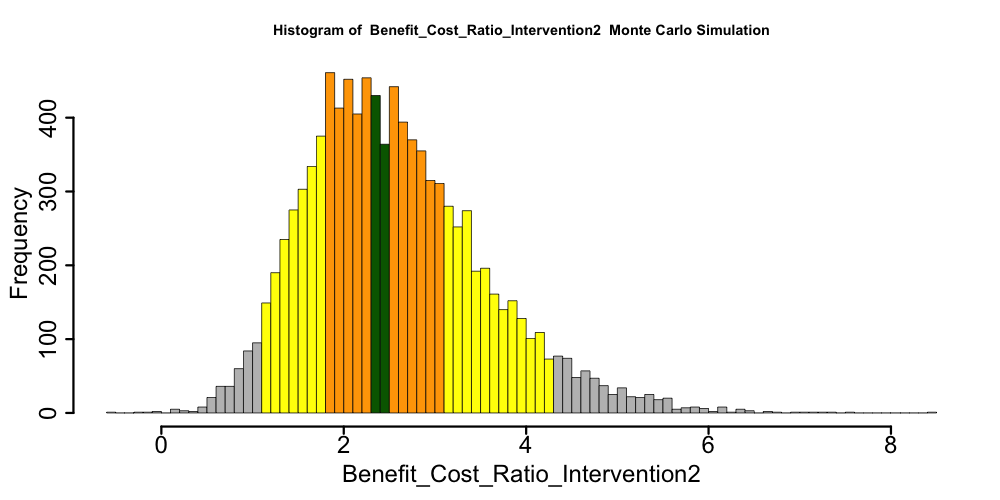 Histogram of  Benefit_Cost_Ratio_Intervention2  Monte Carlo Simulation
Frequency
400
300
200
100
0
0 2 4 6 8
Benefit_Cost_Ratio_Intervention2